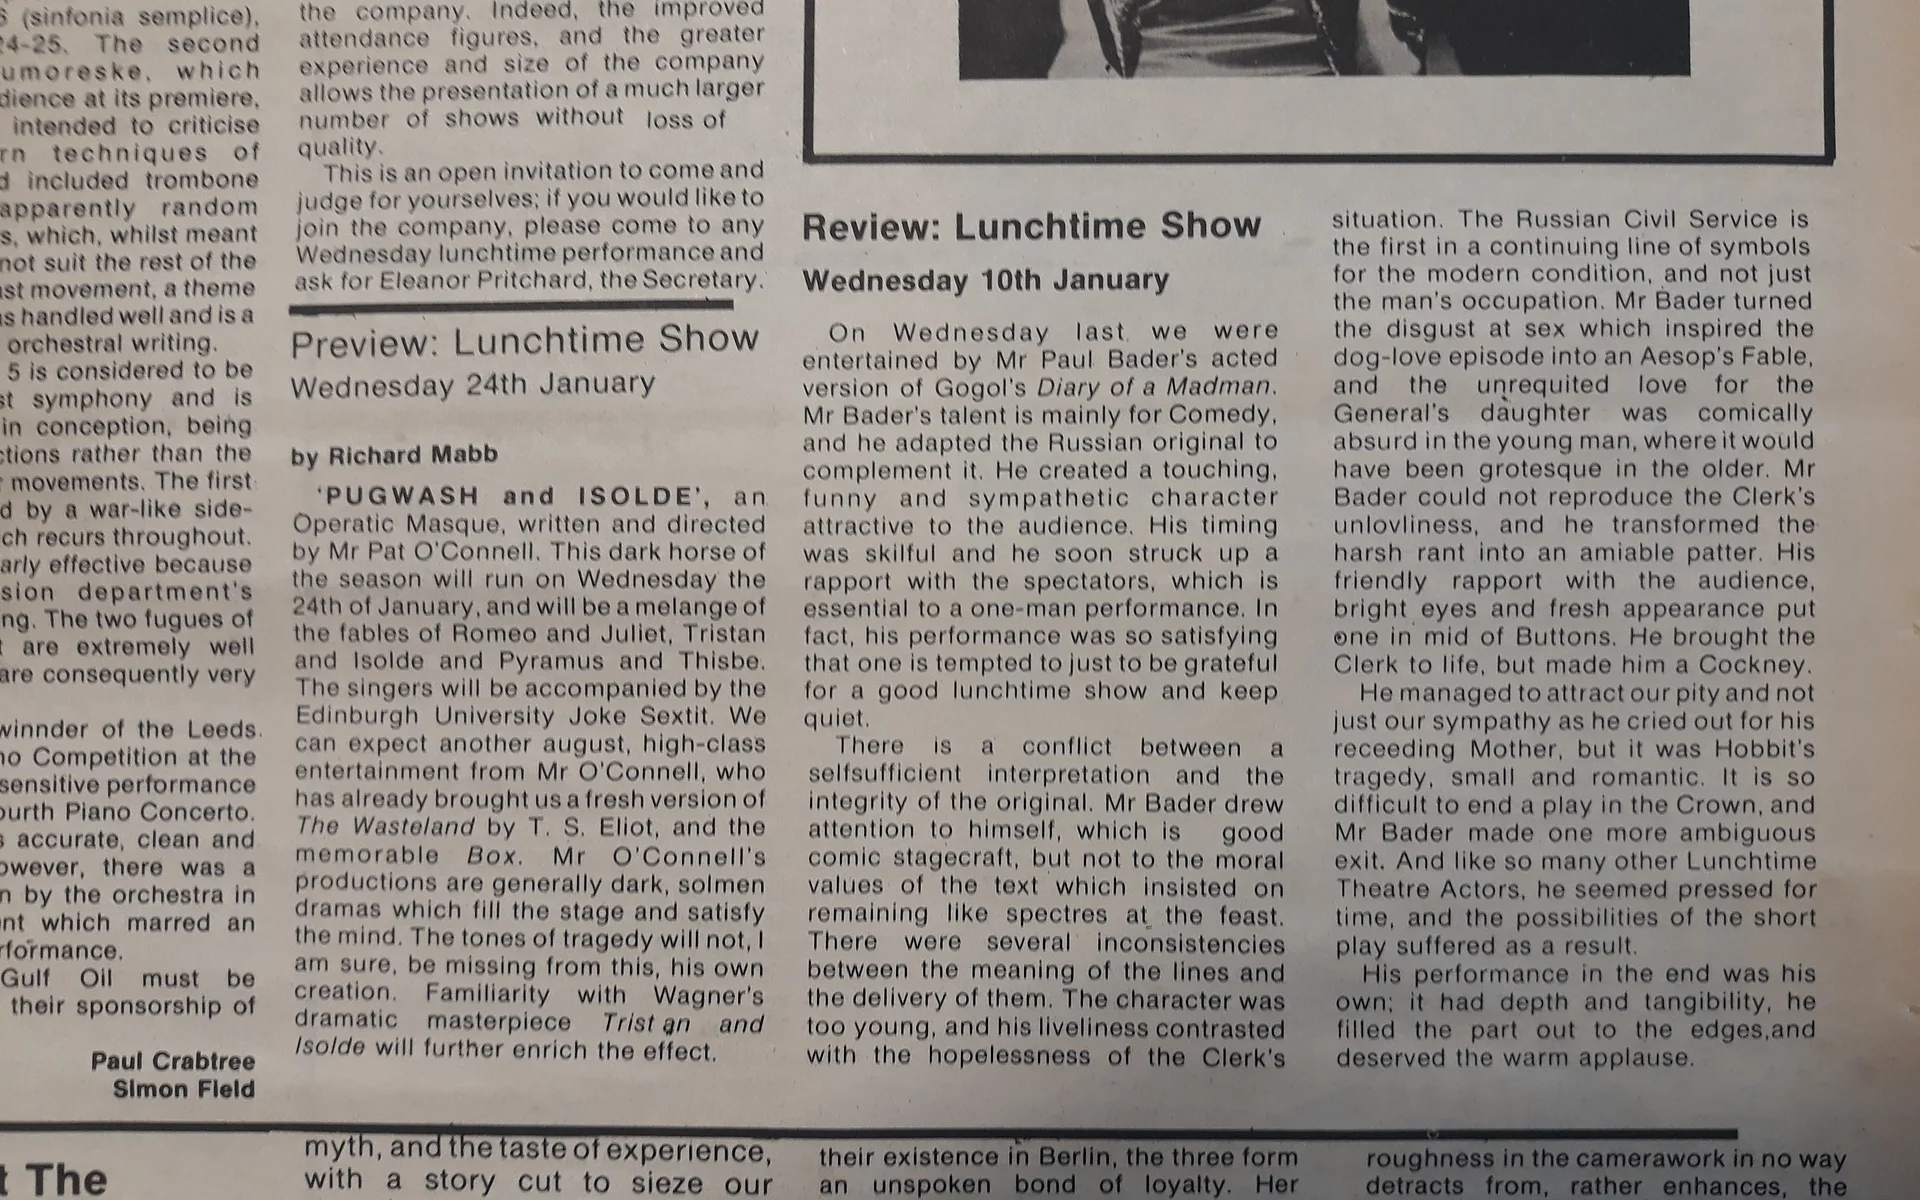 (sinfonia semplice),
24-25. The second
umoreske, which
dience at its premiere,
intended to criticise
rn techniques of
d included trombone
apparently random
s, which, whilst meant
not suit the rest of the
ast movement, a theme
as handled well and is a
orchestral writing.
5 is considered to be
st symphony and is
in conception, being
ctions rather than the
movements. The first
d by a war-like side-
ch recurs throughout.
arly effective because
sion department's
ng. The two fugues of
t are extremely well
are consequently very
winnder of the Leeds
no Competition at the
sensitive performance
ourth Piano Concerto.
s accurate, clean and
owever, there was a
n by the orchestra in
ent which marred an
rformance.
Gulf Oil must be
their sponsorship of
Paul Crabtree
Simon Field
t The
the company. Indeed, the improved
attendance figures, and the greater
experience and size of the company
allows the presentation of a much larger
number of shows without loss of
quality.
This is an open invitation to come and
judge for yourselves; if you would like to
join the company, please come to any
Wednesday lunchtime performance and
ask for Eleanor Pritchard, the Secretary.
Preview: Lunchtime Show
Wednesday 24th January
by Richard Mabb
'PUGWASH and ISOLDE', an
Operatic Masque, written and directed
by Mr Pat O'Connell. This dark horse of
the season will run on Wednesday the
24th of January, and will be a melange of
the fables of Romeo and Juliet, Tristan
and Isolde and Pyramus and Thisbe.
The singers will be accompanied by the
Edinburgh University Joke Sextit. We
can expect another august, high-class
entertainment from Mr O'Connell, who
has already brought us a fresh version of
The Wasteland by T. S. Eliot, and the
memorable Box. Mr O'Connell's
productions are generally dark, solmen
dramas which fill the stage and satisfy
the mind. The tones of tragedy will not, I
am sure, be missing from this, his own
creation. Familiarity with Wagner's
dramatic masterpiece Tristan and
Isolde will further enrich the effect.
myth, and the taste of experience,
with a story cut to sieze our
Review: Lunchtime Show
Wednesday 10th January
On Wednesday last we were
entertained by Mr Paul Bader's acted
version of Gogol's Diary of a Madman.
Mr Bader's talent is mainly for Comedy,
and he adapted the Russian original to
complement it. He created a touching,
funny and sympathetic character
attractive to the audience. His timing
was skilful and he soon struck up a
rapport with the spectators, which is
essential to a one-man performance. In
fact, his performance was so satisfying
that one is tempted to just to be grateful
for a good lunchtime show and keep
quiet.
There is a conflict between a
selfsufficient interpretation and the
integrity of the original. Mr Bader drew
attention to himself, which is good
comic stagecraft, but not to the moral
values of the text which insisted on
remaining like spectres at the feast.
There were several inconsistencies
between the meaning of the lines and
the delivery of them. The character was
too young, and his liveliness contrasted
with the hopelessness of the Clerk's
their existence in Berlin, the three form
an unspoken bond of loyalty. Her
situation. The Russian Civil Service is
the first in a continuing line of symbols
for the modern condition, and not just
the man's occupation. Mr Bader turned
the disgust at sex which inspired the
dog-love episode into an Aesop's Fable,
and the unrequited love for the
General's daughter was comically
absurd in the young man, where it would
have been grotesque in the older. Mr
Bader could not reproduce the Clerk's
unlovliness, and he transformed the
harsh rant into an amiable patter. His
friendly rapport with the audience,
bright eyes and fresh appearance put
one in mid of Buttons. He brought the
Clerk to life, but made him a Cockney.
He managed to attract our pity and not
just our sympathy as he cried out for his
receeding Mother, but it was Hobbit's
tragedy, small and romantic. It is so
difficult to end a play in the Crown, and
Mr Bader made one more ambiguous
exit. And like so many other Lunchtime
Theatre Actors, he seemed pressed for
time, and the possibilities of the short
play suffered as a result.
His performance in the end was his
own; it had depth and tangibility, he
filled the part out to the edges,and
deserved the warm applause.
roughness in the camerawork in no way
detracts from, rather enhances, the